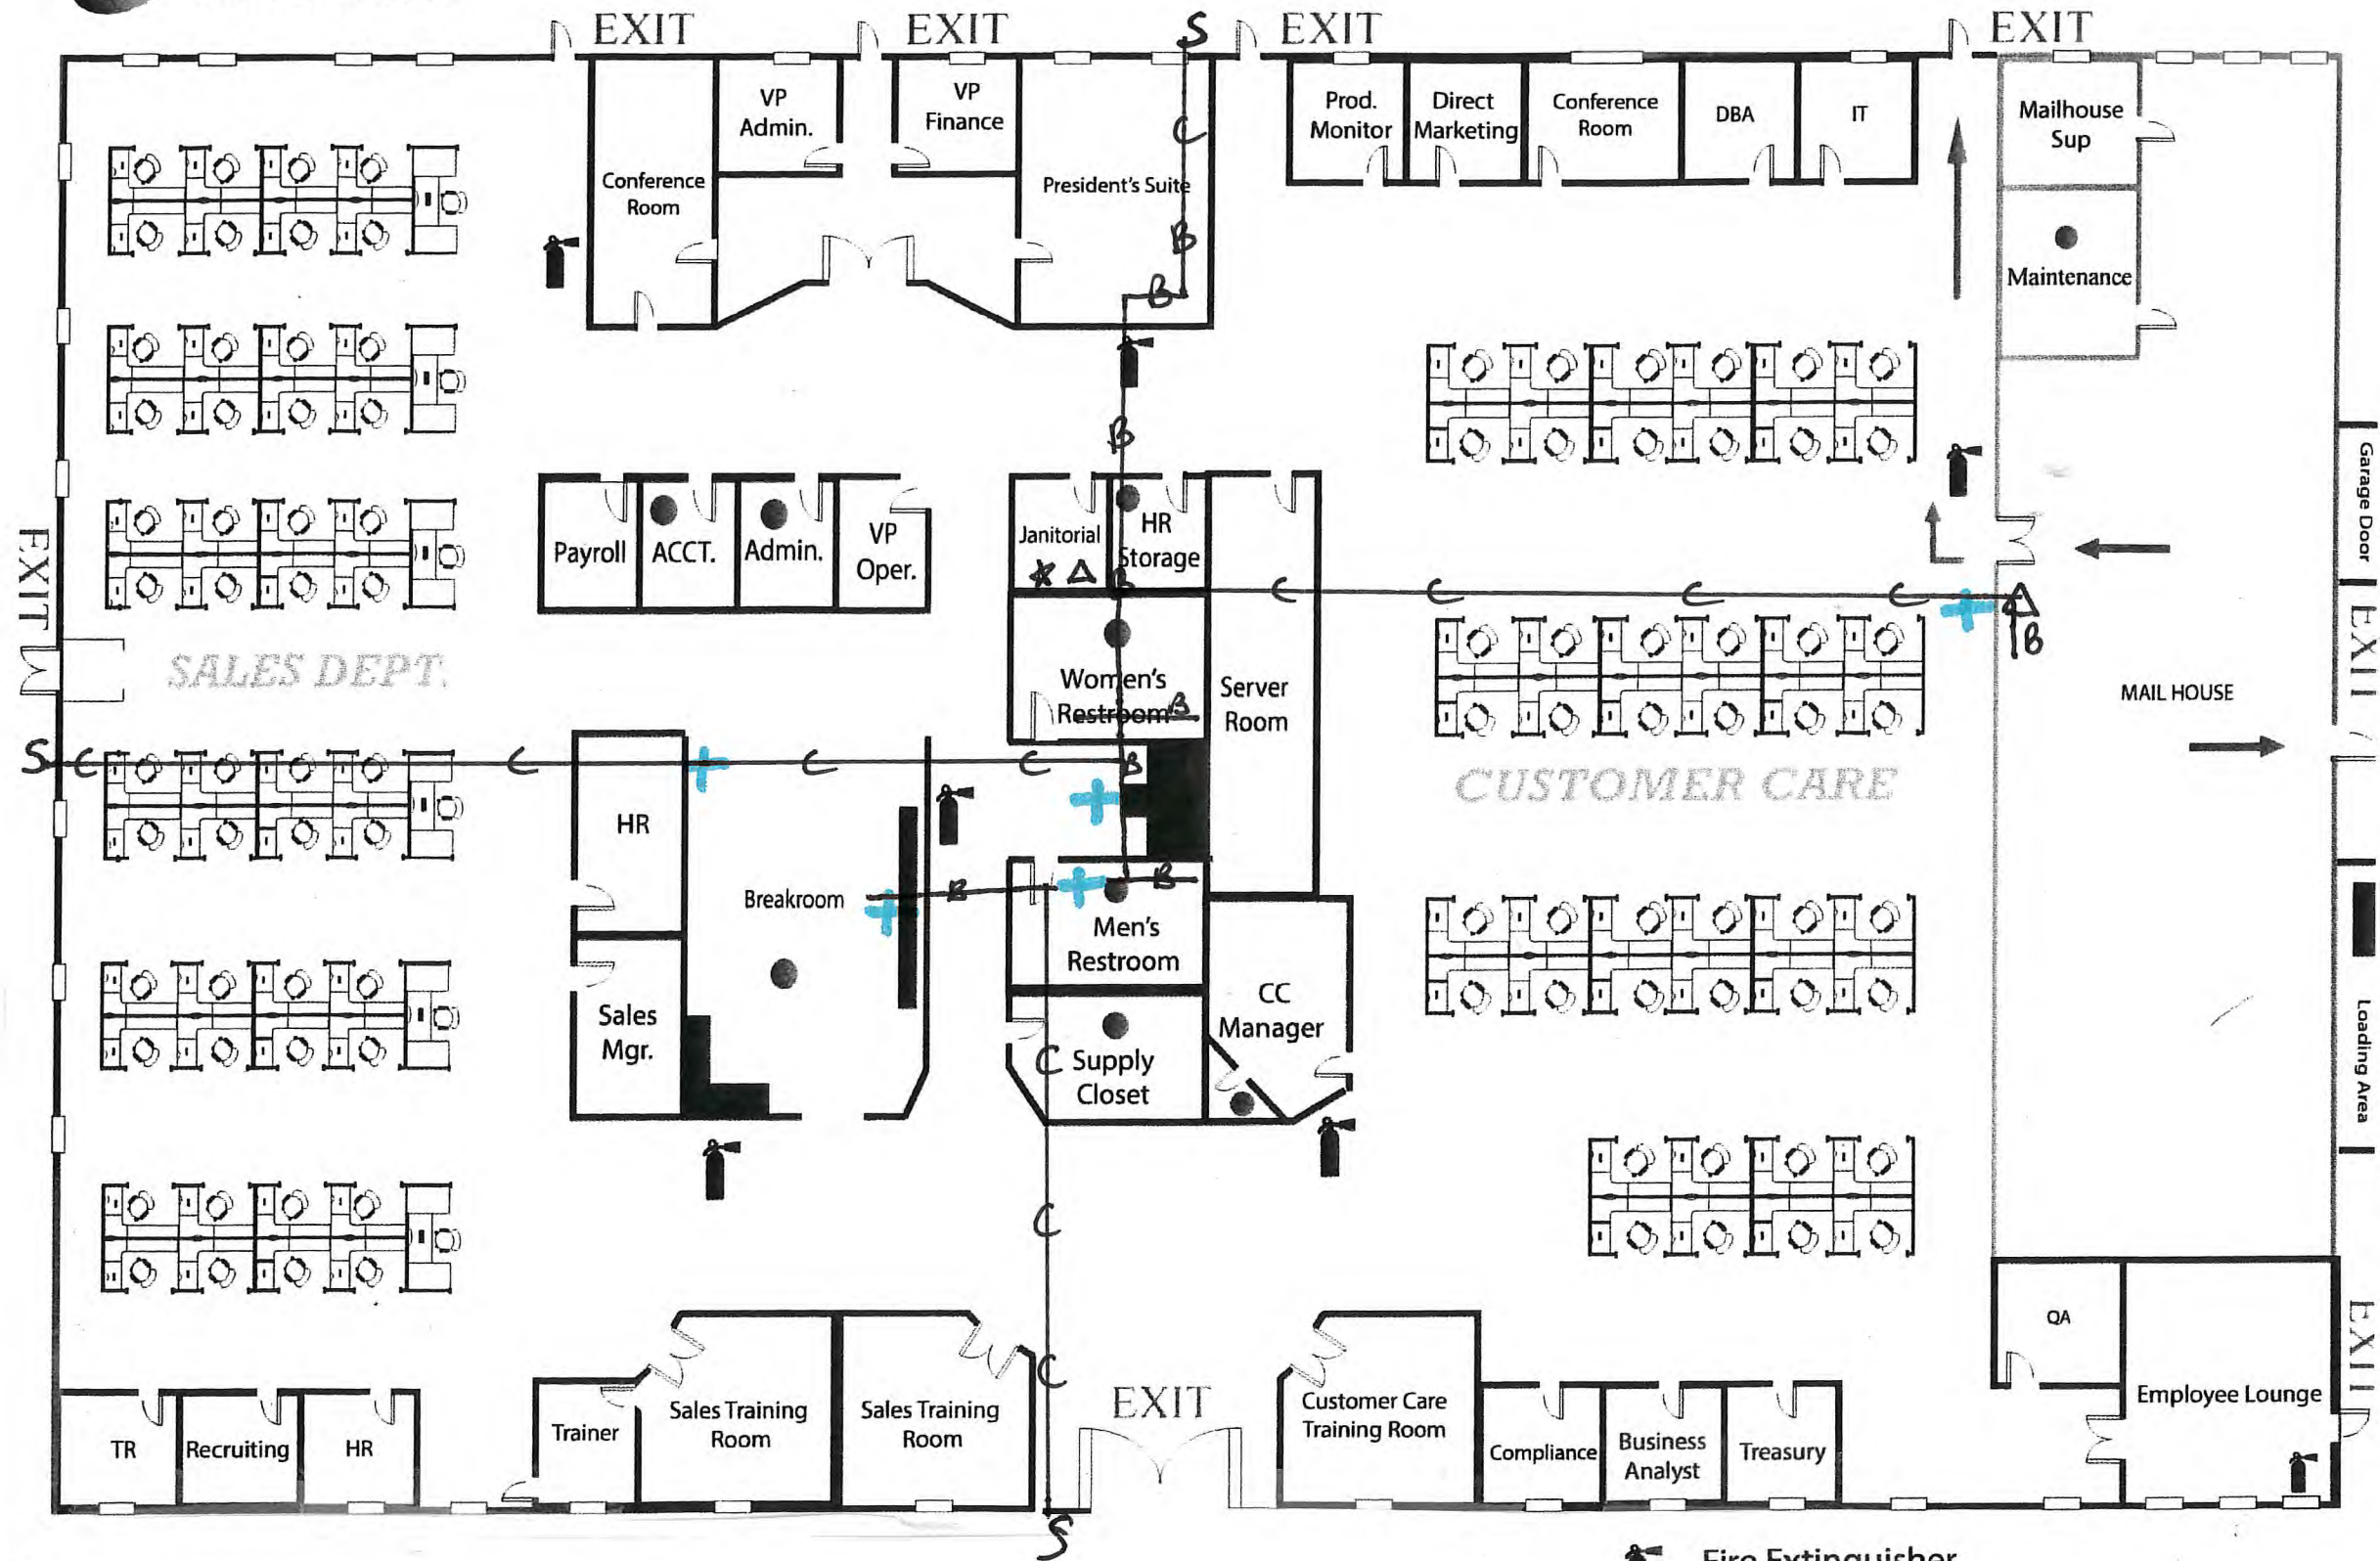 EXIT
EXIT
S
EXIT
EXIT
VP
Admin.
VP
Finance
C
Prod.
Monitor
Direct
Marketing
Conference
Room
DBA
IT
Mailhouse
Sup
Conference
Room
President's Suite
B
B
Maintenance
B
Garage Door
EXIT
Payroll
ACCT.
Admin.
VP
Oper.
Janitorial
HR
Storage
B
C
C
C
C
B
EXIT
SALES DEPT.
Women's
Restroom
B
Server
Room
MAIL HOUSE
S
C
C
C
C
B
CUSTOMER CARE
HR
Breakroom
B
B
Men's
Restroom
Sales
Mgr.
CC
Manager
C
Supply
Closet
Loading Area
C
QA
EXIT
C
EXIT
Employee Lounge
TR
Recruiting
HR
Trainer
Sales Training
Room
Sales Training
Room
Customer Care
Training Room
Compliance
Business
Analyst
Treasury
S
Fire Extinguisher